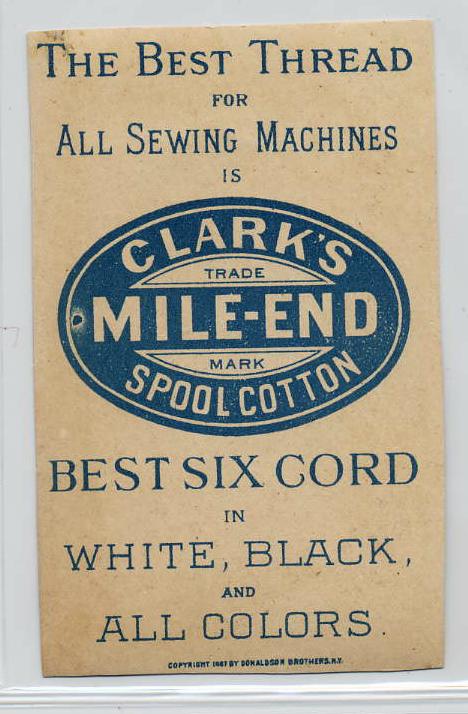 THE BEST THREAD
FOR
ALL SEWING MACHINES
IS
CLARK'S
TRADE
MILE-END
MARK
SPOOL COTTON
BEST SIX CORD
IN
WHITE, BLACK,
AND
ALL COLORS.
COPYRIGHT 1887 BY DONALDSON BROTHERS. N.Y.